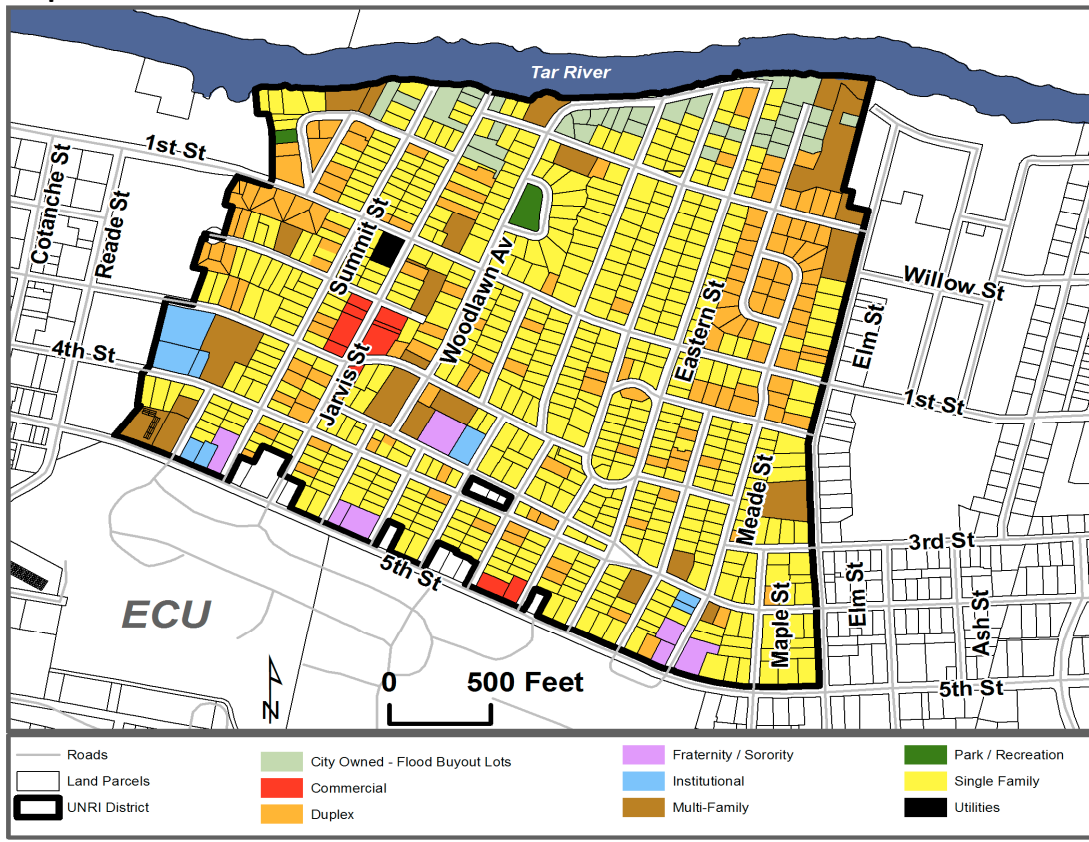 Tar River
1st St
Cotanche St
Reade St
Summit St
Woodlawn Av
Willow St
Elm St
Eastern St
4th St
Jarvis St
1st St
Meade St
3rd St
5th St
Elm St
Ash St
Maple St
ECU
5th St
N
0 500 Feet
Roads
Land Parcels
UNRI District
City Owned - Flood Buyout Lots
Commercial
Duplex
Fraternity / Sorority
Institutional
Multi-Family
Park / Recreation
Single Family
Utilities